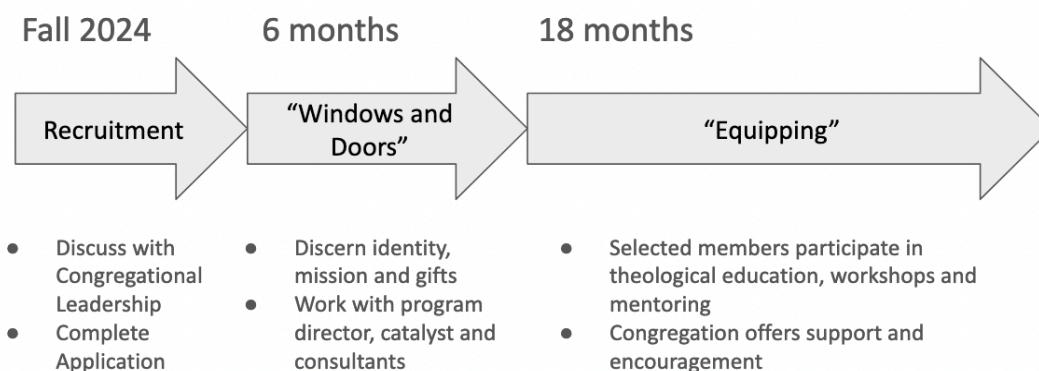 Fall 2024
6 months
18 months
Recruitment
“Windows and
Doors”
“Equipping”
● Discuss with
Congregational
Leadership
● Complete
Application
● Discern identity,
mission and gifts
● Work with program
director, catalyst and
consultants
● Selected members participate in
theological education, workshops and
mentoring
● Congregation offers support and
encouragement